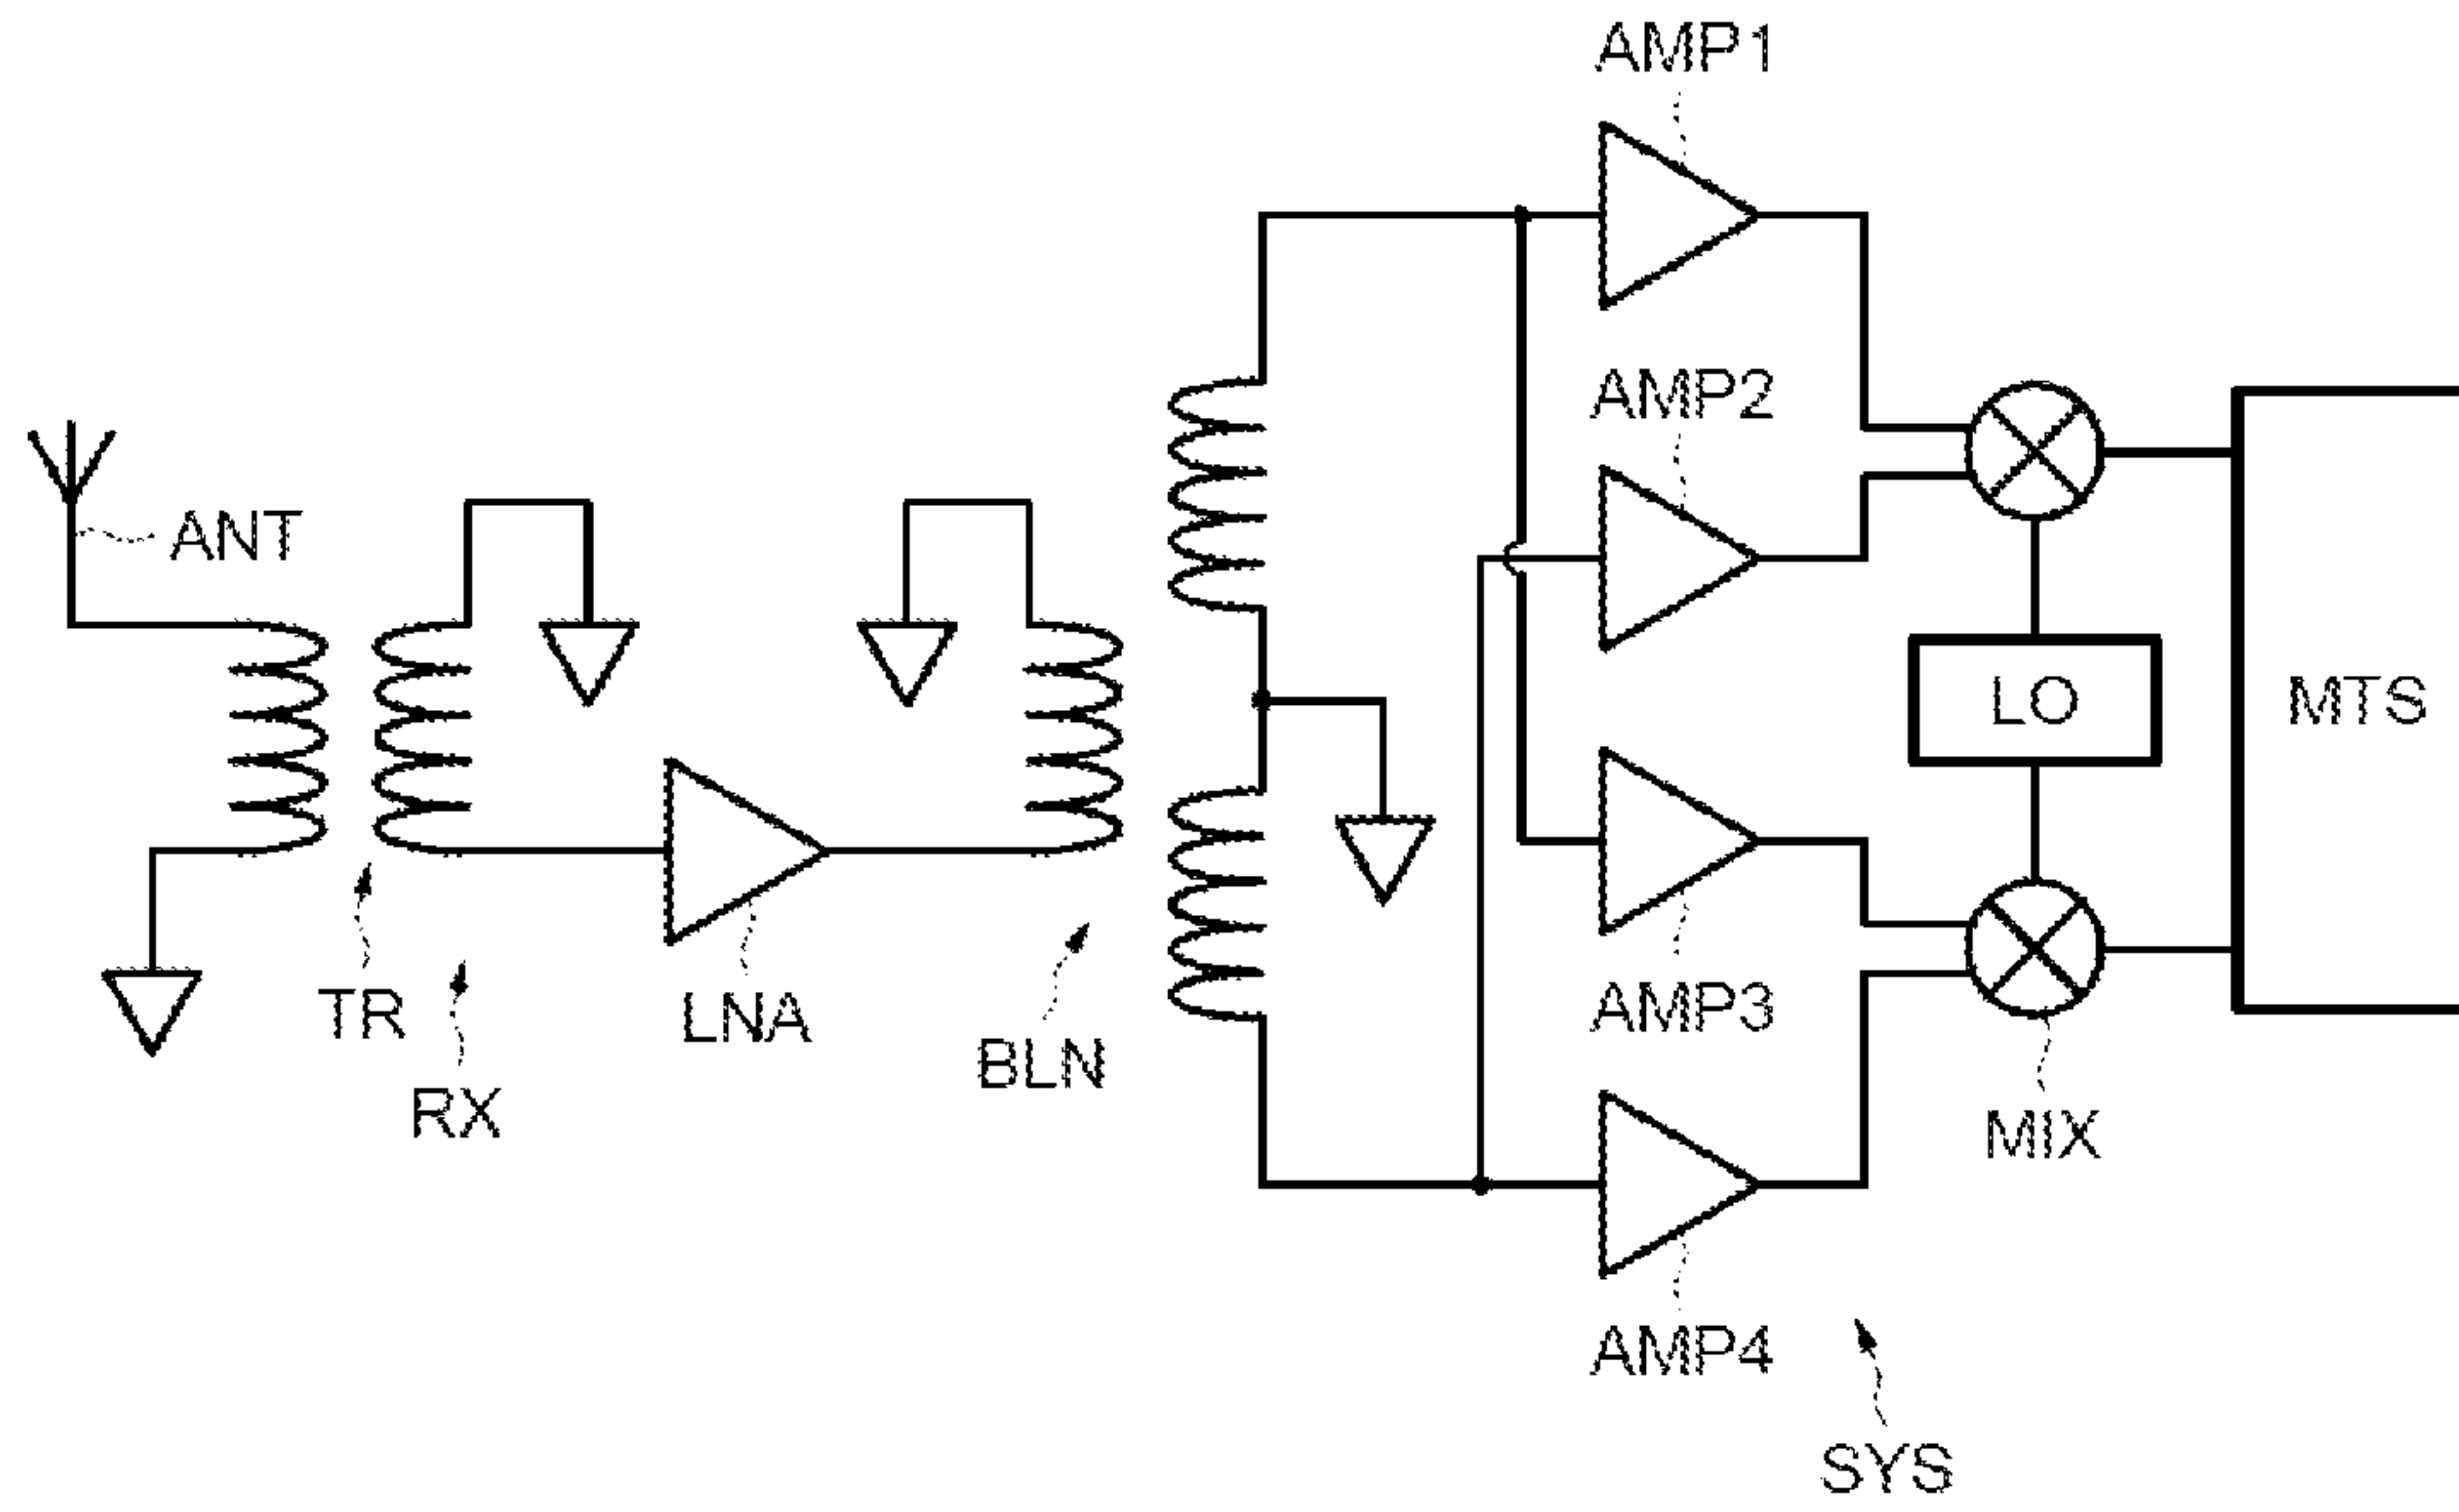 AMP1
AMP2
ANT
LO
MTS
TR
LNA
AMP3
BLN
RX
MIX
AMP4
SYS